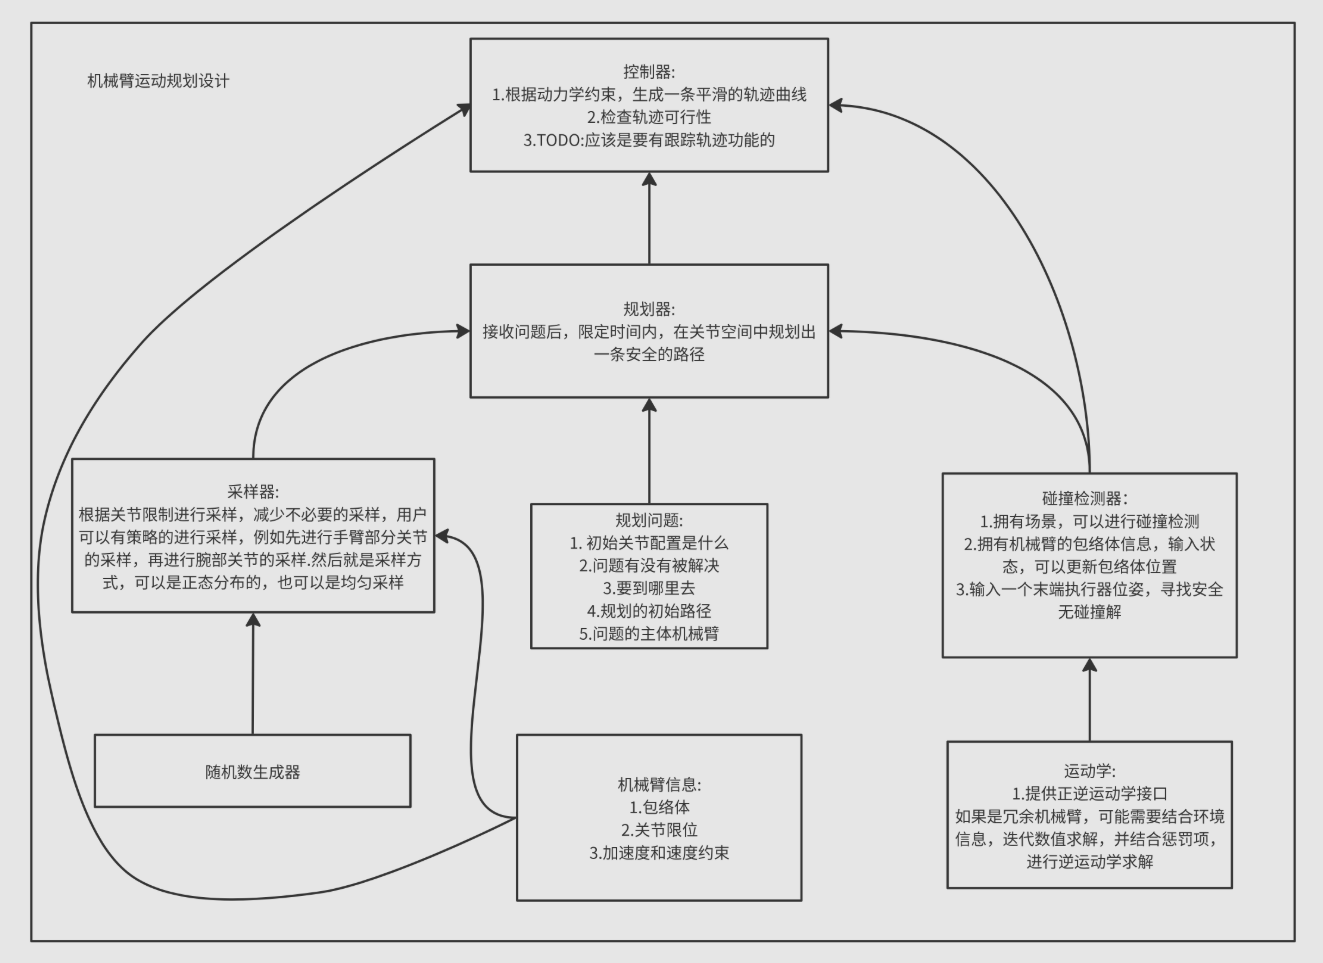 机械臂运动规划设计
控制器:
1.根据动力学约束，生成一条平滑的轨迹曲线
2.检查轨迹可行性
3.TODO:应该是要有跟踪轨迹功能的
规划器:
接收问题后，限定时间内，在关节空间中规划出
一条安全的路径
采样器:
根据关节限制进行采样，减少不必要的采样，用户
可以有策略的进行采样，例如先进行手臂部分关节
的采样，再进行腕部关节的采样.然后就是采样方
式，可以是正态分布的，也可以是均匀采样
规划问题:
1. 初始关节配置是什么
2.问题有没有被解决
3.要到哪里去
4.规划的初始路径
5.问题的主体机械臂
碰撞检测器：
1.拥有场景，可以进行碰撞检测
2.拥有机械臂的包络体信息，输入状
态，可以更新包络体位置
3.输入一个末端执行器位姿，寻找安全
无碰撞解
随机数生成器
机械臂信息:
1.包络体
2.关节限位
3.加速度和速度约束
运动学:
1.提供正逆运动学接口
如果是冗余机械臂，可能需要结合环境
信息，迭代数值求解，并结合惩罚项，
进行逆运动学求解